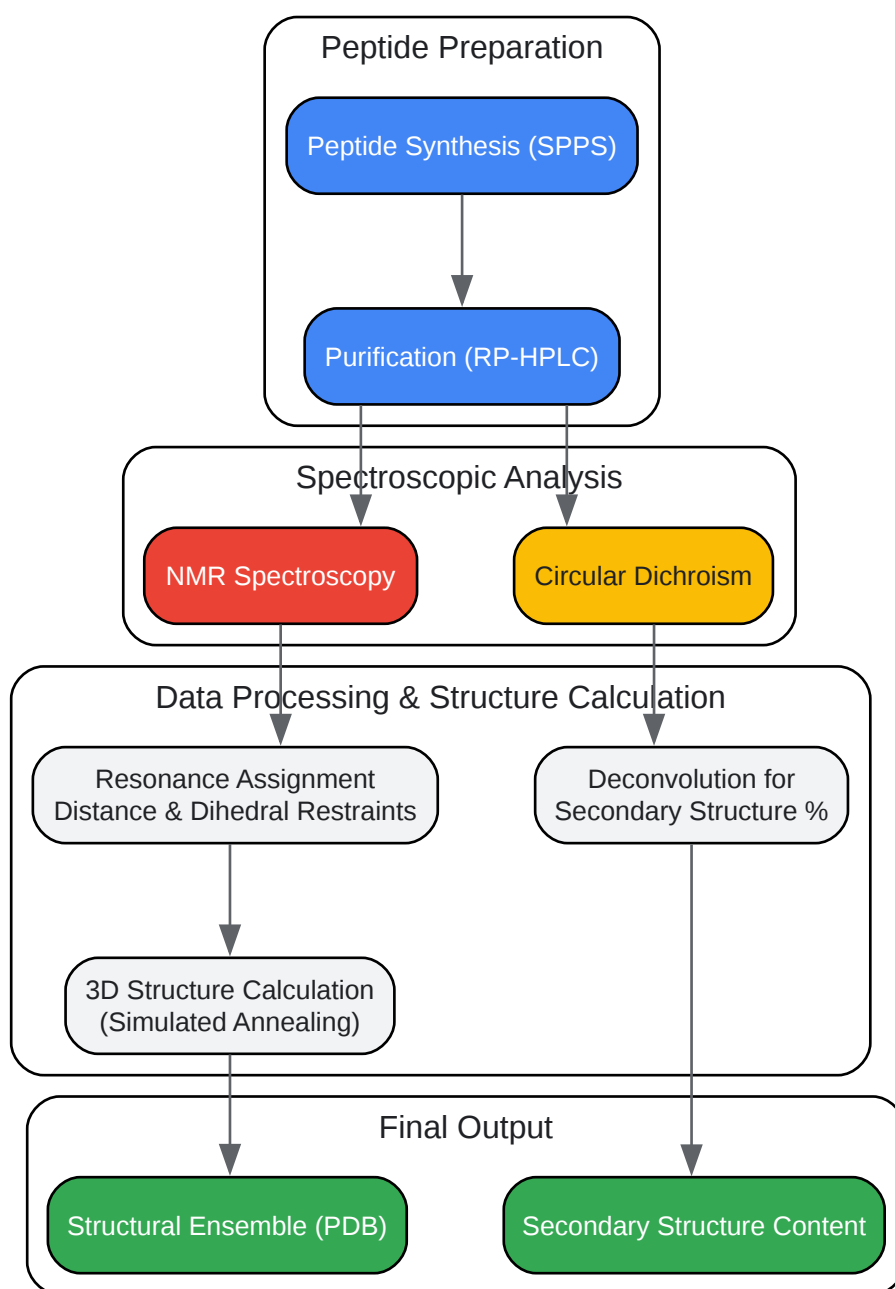 Peptide Preparation
Peptide Synthesis (SPPS)
Purification (RP-HPLC)
Spectroscopic Analysis
NMR Spectroscopy
Circular Dichroism
Data Processing & Structure Calculation
Resonance Assignment
Distance & Dihedral Restraints
Deconvolution for
Secondary Structure %
3D Structure Calculation
(Simulated Annealing)
Final Output
Structural Ensemble (PDB)
Secondary Structure Content